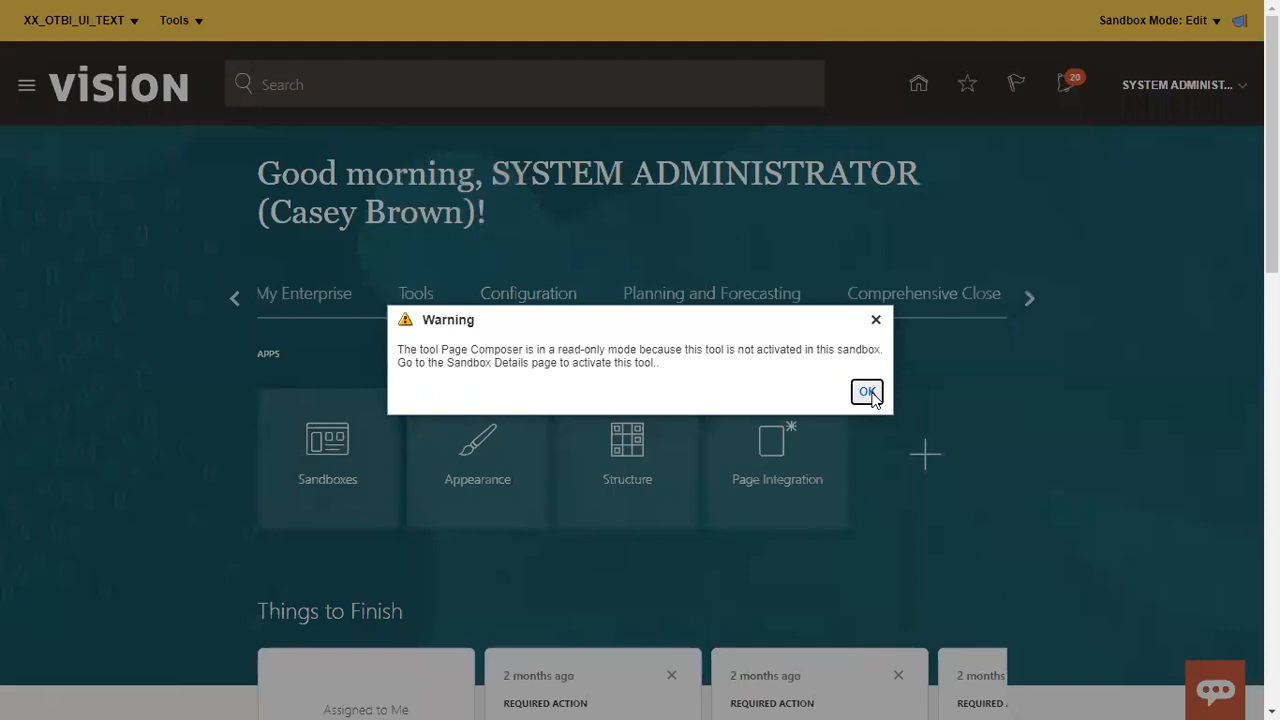 XX_OTBI_UI_TEXT Tools Sandbox Mode: Edit
vision Search 20 SYSTEM ADMINIST...
Good morning, SYSTEM ADMINISTRATOR
(Casey Brown)!
My Enterprise Tools Configuration Planning and Forecasting Comprehensive Close
Warning
APPS
The tool Page Composer is in a read-only mode because this tool is not activated in this sandbox.
Go to the Sandbox Details page to activate this tool..
OK
Sandboxes Appearance Structure Page Integration
Things to Finish
2 months ago 2 months ago 2 months
REQUIRED ACTION REQUIRED ACTION REQUIRED
Assigned to Me